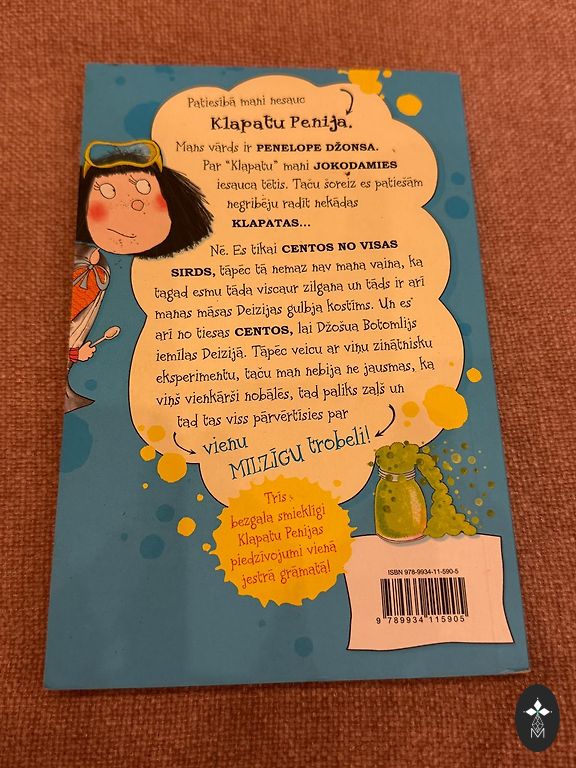 Patiesībā mani nesauc
Klapatu Penija.
Mans vārds ir PENELOPE DŽONSA.
Par "Klapatu" mani JOKODAMIES
iesauca tētis. Taču šoreiz es patiešām
negribēju radīt nekādas
KLAPATAS...
Nē. Es tikai CENTOS NO VISAS
SIRDS, tāpēc tā nemaz nav mana vaina, ka
tagad esmu tāda viscaur zilgana un tāds ir arī
manas māsas Deizijas gulbja kostīms. Un es
arī no tiesas CENTOS, lai Džošua Botomlijs
iemīlas Deizijā. Tāpēc veicu ar viņu zinātnisku
eksperimentu, taču man nebija ne jausmas, ka
viņš vienkārši nobālēs, tad paliks zaļš un
tad tas viss pārvērtīsies par
vienu
MILZĪGU trobeli!
Trīs
bezgala smieklīgi
Klapatu Penijas
piedzīvojumi vienā
jestrā grāmatā!
ISBN 978-9934-11-590-5
9 789934 115905
M